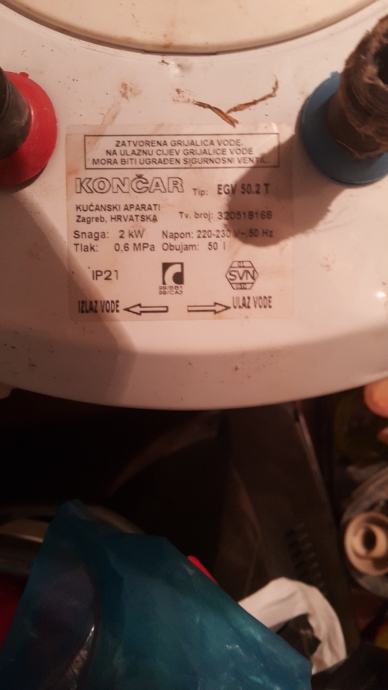 ZATVORENA GRIJALICA VODE.
NA ULAZNU CIJEV GRIJALICE VODE
MORA BITI UGRAĐEN SIGURNOSNI VENTIL
KONČAR Tip: EGV 50.2 T
KUĆANSKI APARATI
Zagreb, HRVATSKA Tv. broj: 320518168
Snaga: 2 kW Napon: 220-230 V~ 50 Hz
Tlak: 0,6 MPa Obujam: 50 l
IP21
SVN
IZLAZ VODE ULAZ VODE